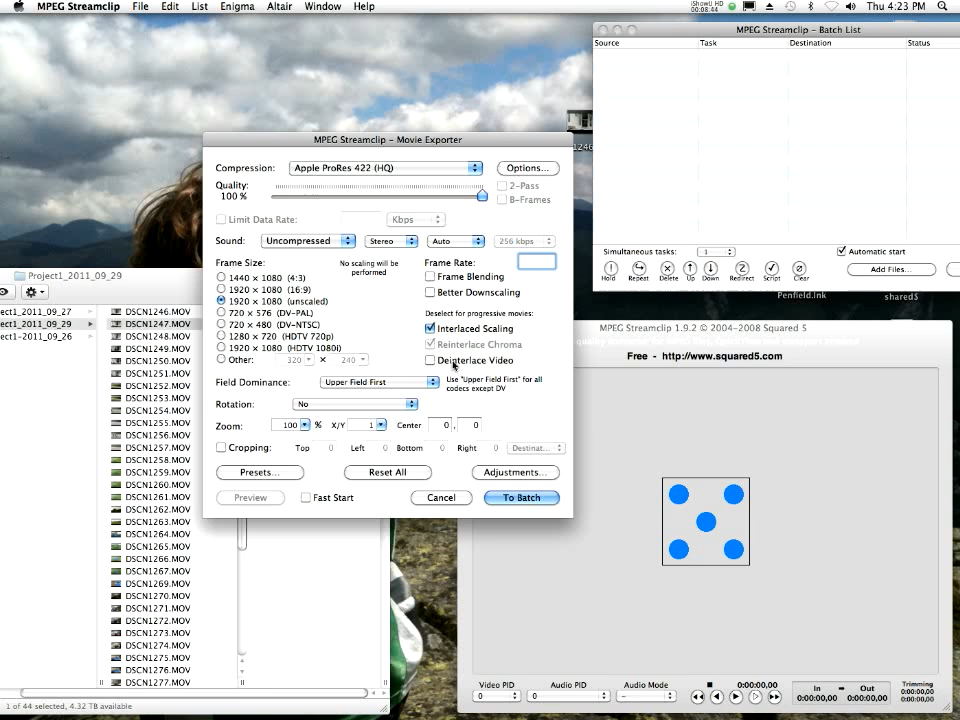 MPEG Streamclip File Edit List Enigma Altair Window Help
iShowU HD
00:08:44
Thu 4:23 PM
MPEG Streamclip – Batch List
Source Task Destination Status
Simultaneous tasks: 1 Automatic start
Hold Repeat Delete Up Down Redirect Script Clear
Add Files...
1246
Penfield.lnk shared$
MPEG Streamclip – Movie Exporter
Compression: Apple ProRes 422 (HQ) Options...
Quality:
100 %
2-Pass
B-Frames
Limit Data Rate: Kbps
Sound: Uncompressed Stereo Auto 256 kbps
Frame Size:
No scaling will be
performed
1440 × 1080 (4:3)
1920 × 1080 (16:9)
1920 × 1080 (unscaled)
720 × 576 (DV-PAL)
720 × 480 (DV-NTSC)
1280 × 720 (HDTV 720p)
1920 × 1080 (HDTV 1080i)
Other: 320 × 240
Frame Rate:
Frame Blending
Better Downscaling
Deselect for progressive movies:
Interlaced Scaling
Reinterlace Chroma
Deinterlace Video
Field Dominance: Upper Field First
Use "Upper Field First" for all
codecs except DV
Rotation: No
Zoom: 100 % X/Y 1 Center 0 , 0
Cropping: Top 0 Left 0 Bottom 0 Right 0 Destinat...
Presets... Reset All Adjustments...
Preview Fast Start Cancel To Batch
Project1_2011_09_29
ect1_2011_09_27
ect1_2011_09_29
ect1_2011-09_26
DSCN1246.MOV
DSCN1247.MOV
DSCN1248.MOV
DSCN1249.MOV
DSCN1250.MOV
DSCN1251.MOV
DSCN1252.MOV
DSCN1253.MOV
DSCN1254.MOV
DSCN1255.MOV
DSCN1256.MOV
DSCN1257.MOV
DSCN1258.MOV
DSCN1259.MOV
DSCN1260.MOV
DSCN1261.MOV
DSCN1262.MOV
DSCN1263.MOV
DSCN1264.MOV
DSCN1265.MOV
DSCN1266.MOV
DSCN1267.MOV
DSCN1269.MOV
DSCN1270.MOV
DSCN1271.MOV
DSCN1272.MOV
DSCN1273.MOV
DSCN1274.MOV
DSCN1275.MOV
DSCN1276.MOV
DSCN1277.MOV
1 of 44 selected, 4.32 TB available
MPEG Streamclip 1.9.2 © 2004-2008 Squared 5
Free - http://www.squared5.com
Video PID Audio PID Audio Mode 0:00:00,00
0 0 –
In Out
0:00:00,00 0:00:00,00
Trimming
0:00:00,00
0:00:00,00